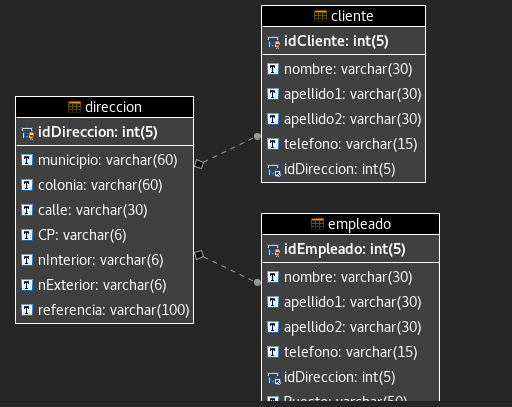 cliente
idCliente: int(5)
nombre: varchar(30)
apellido1: varchar(30)
apellido2: varchar(30)
telefono: varchar(15)
idDireccion: int(5)
direccion
idDireccion: int(5)
municipio: varchar(60)
colonia: varchar(60)
calle: varchar(30)
CP: varchar(6)
nInterior: varchar(6)
nExterior: varchar(6)
referencia: varchar(100)
empleado
idEmpleado: int(5)
nombre: varchar(30)
apellido1: varchar(30)
apellido2: varchar(30)
telefono: varchar(15)
idDireccion: int(5)
Puesto: varchar(50)